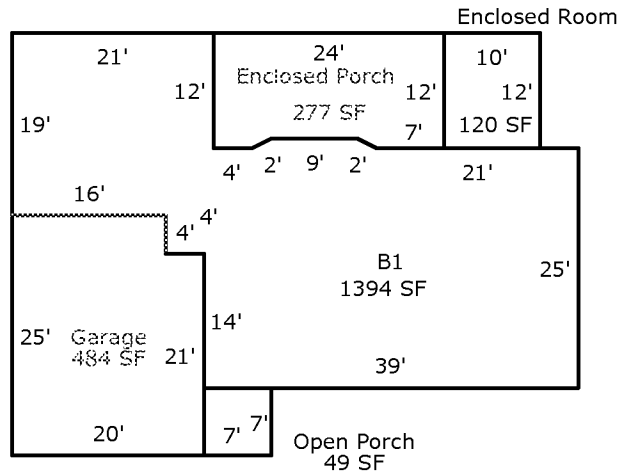 Enclosed Room
21' 24' 10'
Enclosed Porch
12' 12' 12'
277 SF
120 SF
19' 7'
4' 2' 9' 2' 21'
16'
4'
4'
B1
25'
1394 SF
14'
25' Garage
484 SF 21'
39'
20' 7' 7'
Open Porch
49 SF